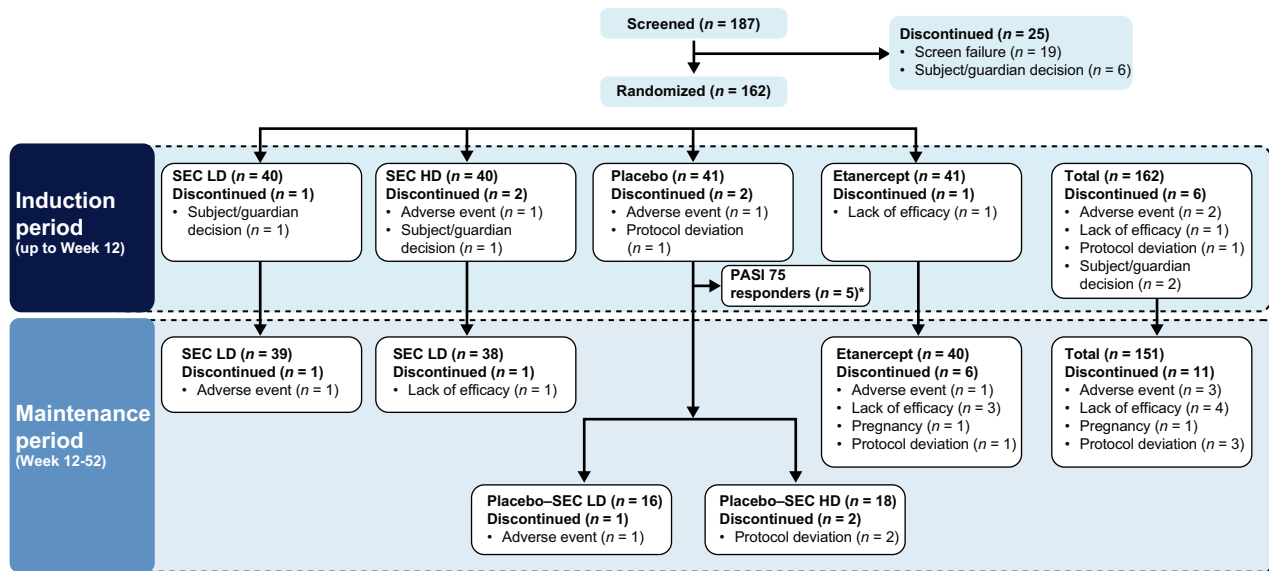 Screened (n = 187)
Discontinued (n = 25)
• Screen failure (n = 19)
• Subject/guardian decision (n = 6)
Randomized (n = 162)
Induction
period
(up to Week 12)
SEC LD (n = 40)
Discontinued (n = 1)
• Subject/guardian
decision (n = 1)
SEC HD (n = 40)
Discontinued (n = 2)
• Adverse event (n = 1)
• Subject/guardian
decision (n = 1)
Placebo (n = 41)
Discontinued (n = 2)
• Adverse event (n = 1)
• Protocol deviation
(n = 1)
Etanercept (n = 41)
Discontinued (n = 1)
• Lack of efficacy (n = 1)
Total (n = 162)
Discontinued (n = 6)
• Adverse event (n = 2)
• Lack of efficacy (n = 1)
• Protocol deviation (n = 1)
• Subject/guardian
decision (n = 2)
PASI 75
responders (n = 5)*
Maintenance
period
(Week 12-52)
SEC LD (n = 39)
Discontinued (n = 1)
• Adverse event (n = 1)
SEC LD (n = 38)
Discontinued (n = 1)
• Lack of efficacy (n = 1)
Etanercept (n = 40)
Discontinued (n = 6)
• Adverse event (n = 1)
• Lack of efficacy (n = 3)
• Pregnancy (n = 1)
• Protocol deviation (n = 1)
Total (n = 151)
Discontinued (n = 11)
• Adverse event (n = 3)
• Lack of efficacy (n = 4)
• Pregnancy (n = 1)
• Protocol deviation (n = 3)
Placebo–SEC LD (n = 16)
Discontinued (n = 1)
• Adverse event (n = 1)
Placebo–SEC HD (n = 18)
Discontinued (n = 2)
• Protocol deviation (n = 2)